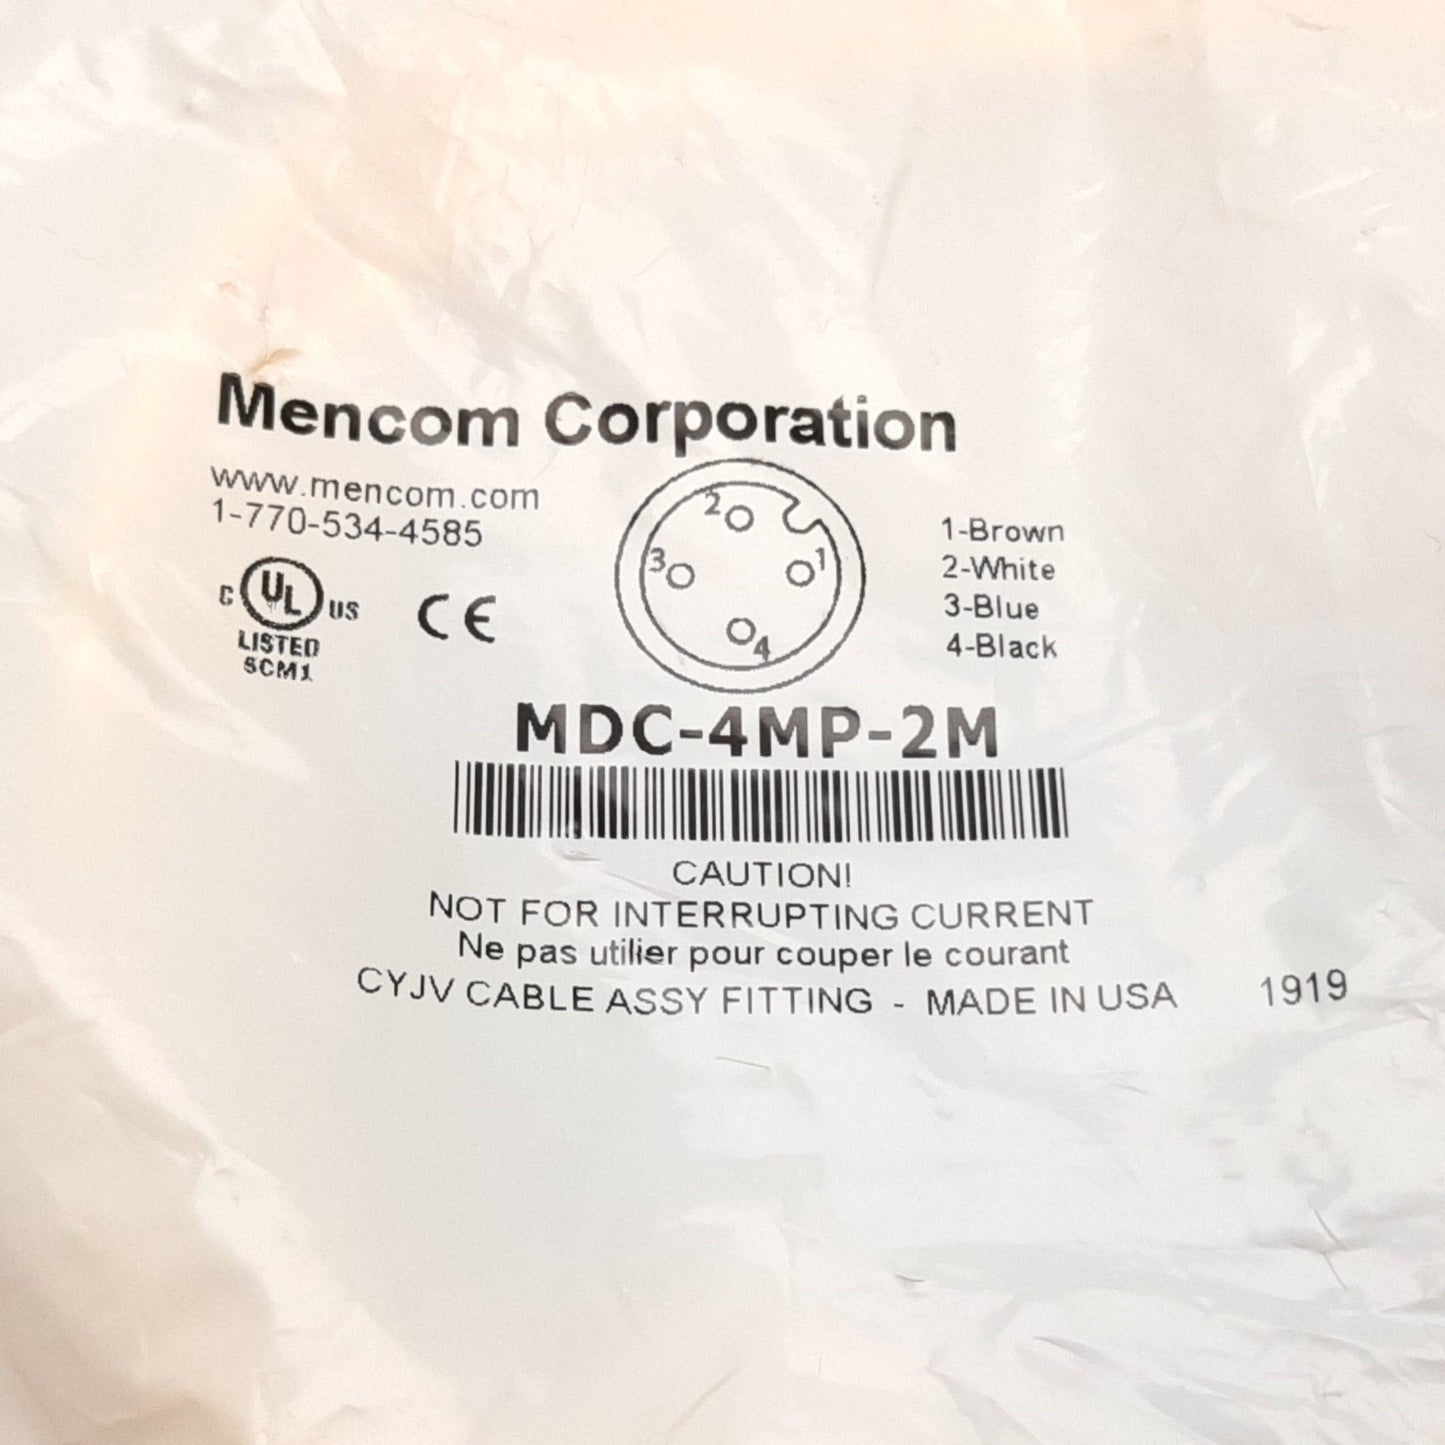 Mencom Corporation
www.mencom.com
1-770-534-4585
C UL US
LISTED
5CM1
CE
2
3
1
4
1-Brown
2-White
3-Blue
4-Black
MDC-4MP-2M
CAUTION!
NOT FOR INTERRUPTING CURRENT
Ne pas utilier pour couper le courant
CYJV CABLE ASSY FITTING - MADE IN USA 1919